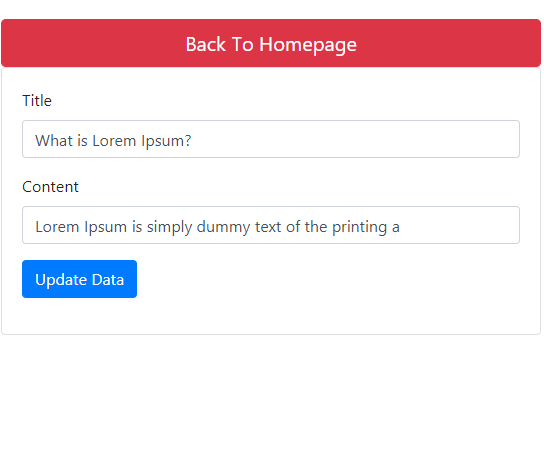 Back To Homepage
Title
What is Lorem Ipsum?
Content
Lorem Ipsum is simply dummy text of the printing a
Update Data